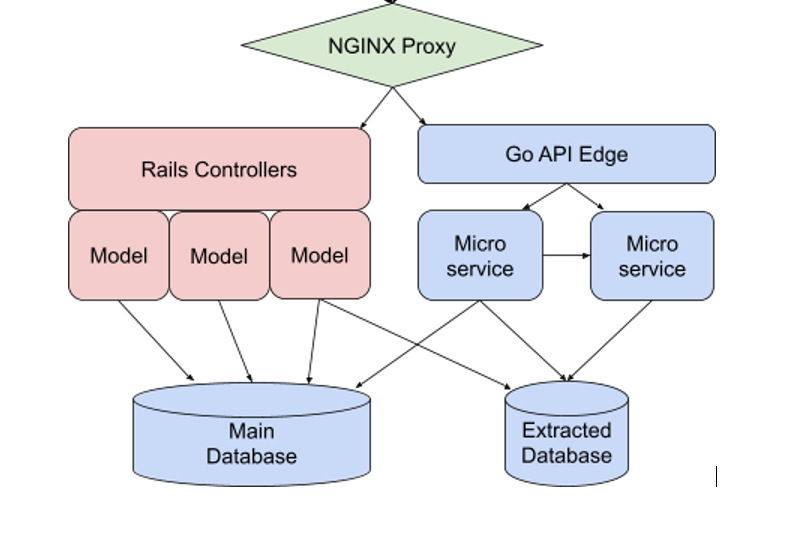 NGINX Proxy
Rails Controllers
Go API Edge
Model
Model
Model
Micro
service
Micro
service
Main
Database
Extracted
Database